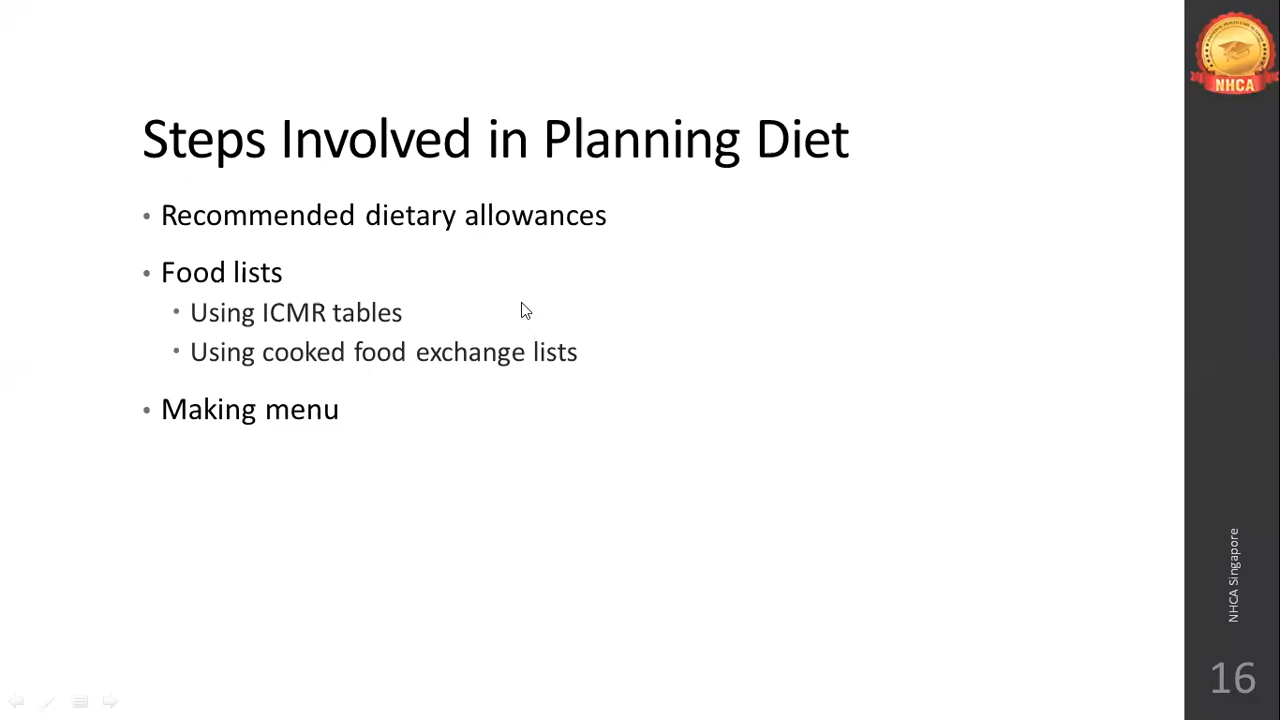 Steps Involved in Planning Diet
• Recommended dietary allowances
• Food lists
• Using ICMR tables
• Using cooked food exchange lists
• Making menu
NHCA
NHCA Singapore
16